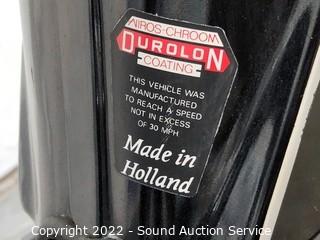 NIROS-CHROOM
DUROLON
COATING
THIS VEHICLE WAS
MANUFACTURED
TO REACH A SPEED
NOT IN EXCESS
OF 30 MPH
Made in
Holland
Copyright 2022 - Sound Auction Service